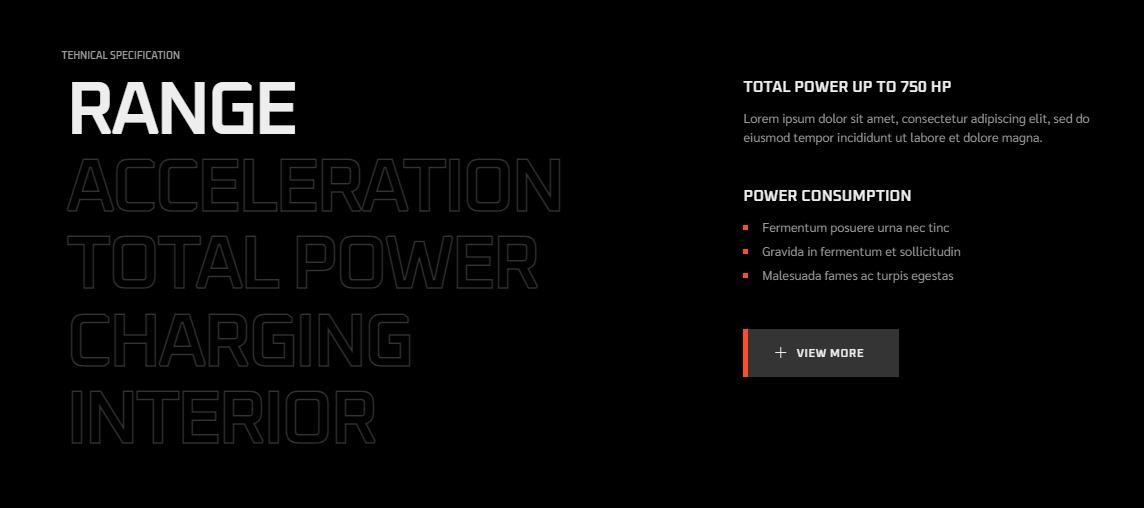 TEHNICAL SPECIFICATION
RANGE
ACCELERATION
TOTAL POWER
CHARGING
INTERIOR
TOTAL POWER UP TO 750 HP
Lorem ipsum dolor sit amet, consectetur adipiscing elit, sed do
eiusmod tempor incididunt ut labore et dolore magna.
POWER CONSUMPTION
Fermentum posuere urna nec tinc
Gravida in fermentum et sollicitudin
Malesuada fames ac turpis egestas
VIEW MORE